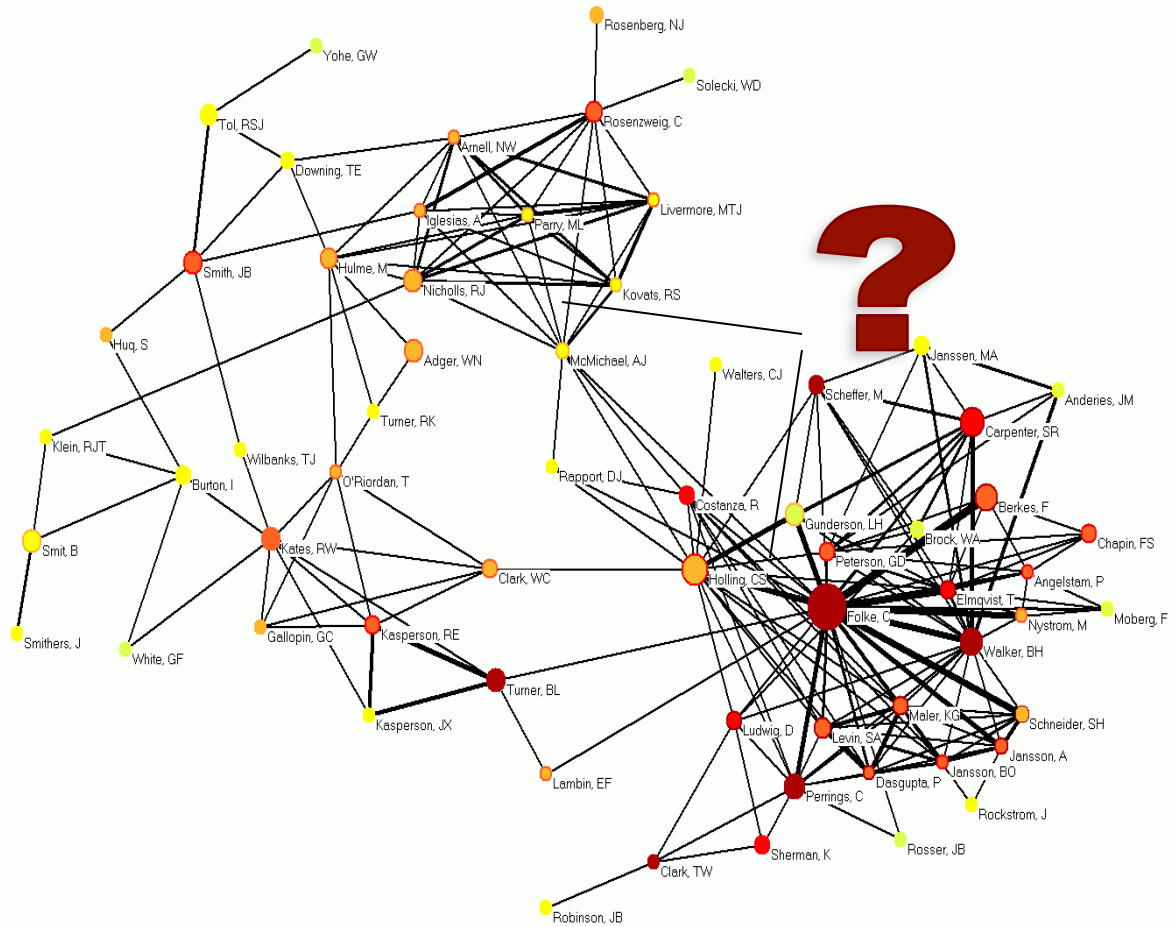 Rosenberg, NJ
Yohe, GW
Solecki, WD
Tol, RSJ
Rosenzweig, C
Arnell, NW
Downing, TE
Livermore, MTJ
Iglesias, A
Parry, ML
?
Smith, JB
Hulme, M
Nicholls, RJ
Kovats, RS
Huq, S
Adger, WN
McMichael, AJ
Janssen, MA
Walters, CJ
Scheffer, M
Anderies, JM
Turner, RK
Carpenter, SR
Klein, RJT
Wilbanks, TJ
Burton, I
O'Riordan, T
Rapport, DJ
Costanza, R
Berkes, F
Gunderson, LH
Brock, WA
Chapin, FS
Smit, B
Kates, RW
Peterson, GD
Clark, WC
Holling, CS
Angelstam, P
Elmqvist, T
Folke, C
Nystrom, M
Moberg, F
Smithers, J
White, GF
Gallopin, GC
Kasperson, RE
Walker, BH
Turner, BL
Kasperson, JX
Ludwig, D
Levin, SA
Maler, KG
Schneider, SH
Jansson, A
Lambin, EF
Perrings, C
Dasgupta, P
Jansson, BO
Rockstrom, J
Sherman, K
Rosser, JB
Clark, TW
Robinson, JB